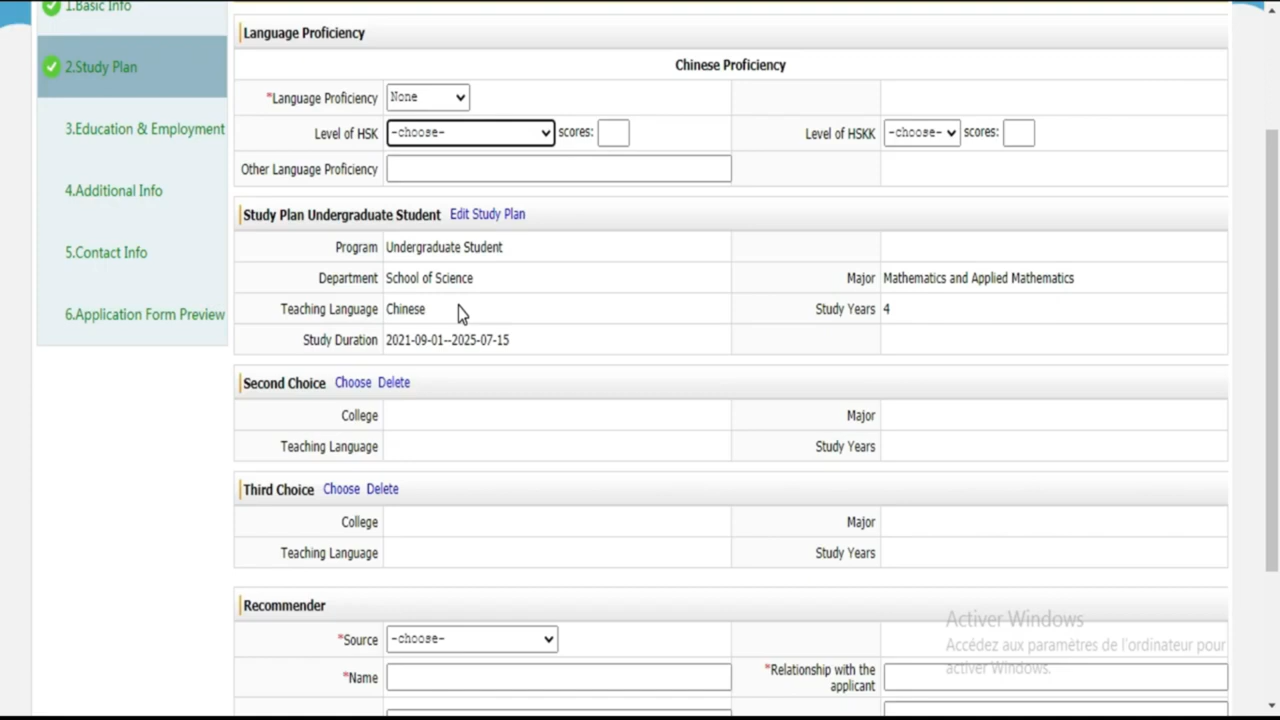 1.Basic Info
2.Study Plan
3.Education & Employment
4.Additional Info
5.Contact Info
6.Application Form Preview
Language Proficiency
Chinese Proficiency
*Language Proficiency None
Level of HSK -choose- scores: Level of HSKK -choose- scores:
Other Language Proficiency
Study Plan Undergraduate Student Edit Study Plan
Program Undergraduate Student
Department School of Science Major Mathematics and Applied Mathematics
Teaching Language Chinese Study Years 4
Study Duration 2021-09-01--2025-07-15
Second Choice Choose Delete
College Major
Teaching Language Study Years
Third Choice Choose Delete
College Major
Teaching Language Study Years
Recommender
*Source -choose-
*Name *Relationship with the
applicant
Activer Windows
Accédez aux paramètres de l'ordinateur pour
activer Windows.